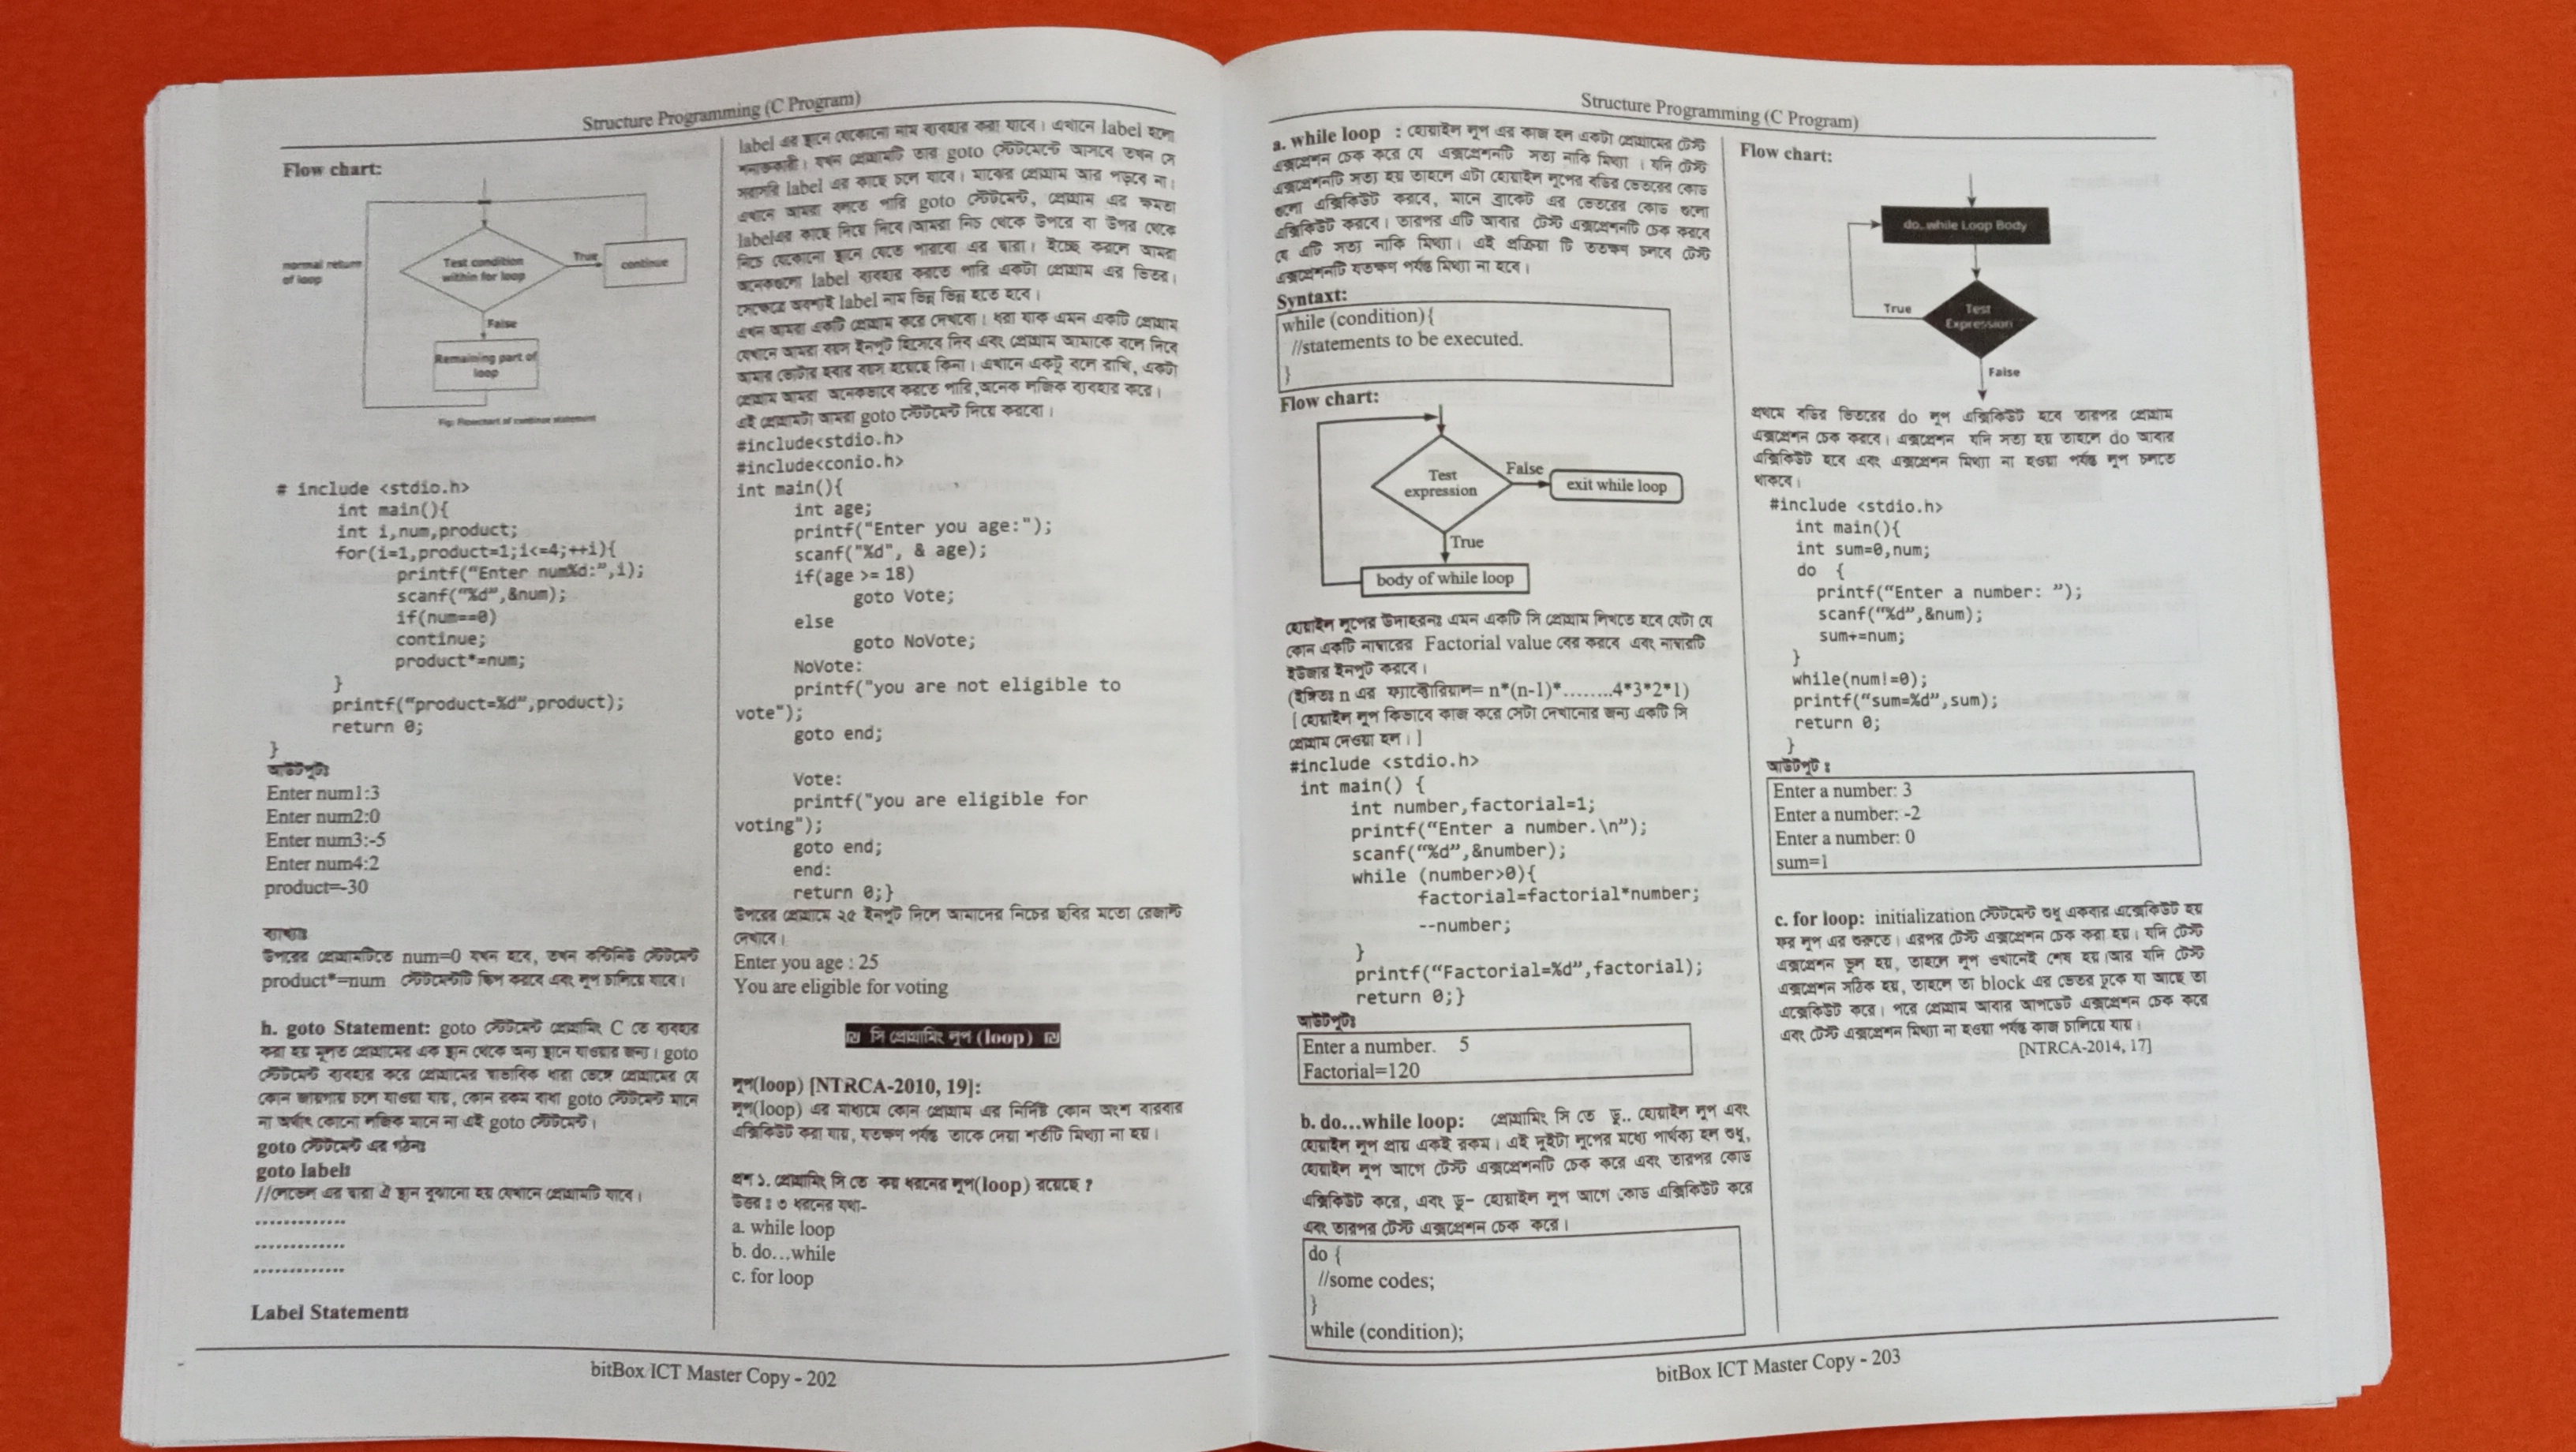 Structure Programming (C Program)
Flow chart:
normal return
of loop
Test condition
within for loop
True
continue
False
Remaining part of
loop
Fig: Flowchart of continue statement
# include <stdio.h>
int main(){
int i,num,product;
for(i=1,product=1;i<=4;++i){
printf(“Enter num%d:”,i);
scanf(“%d”,&num);
if(num==0)
continue;
product*=num;
}
printf(“product=%d”,product);
return 0;
}
আউটপুটঃ
Enter num1:3
Enter num2:0
Enter num3:-5
Enter num4:2
product=-30
ব্যাখ্যাঃ
উপরের প্রোগ্রামটিতে num=0 যখন হবে, তখন কন্টিনিউ স্টেটমেন্ট
product*=num স্টেটমেন্টটি স্কিপ করবে এবং লুপ চালিয়ে যাবে।
h. goto Statement: goto স্টেটমেন্ট প্রোগ্রামিং C তে ব্যবহার
করা হয় মূলত প্রোগ্রামের এক স্থান থেকে অন্য স্থানে যাওয়ার জন্য। goto
স্টেটমেন্ট ব্যবহার করে প্রোগ্রামের স্বাভাবিক ধারা ভেঙ্গে প্রোগ্রামের যে
কোন জায়গায় চলে যাওয়া যায়, কোন রকম বাধা goto স্টেটমেন্ট মানে
না অর্থাৎ কোনো লজিক মানে না এই goto স্টেটমেন্ট।
goto স্টেটমেন্ট এর গঠনঃ
goto labelঃ
//লেভেল এর দ্বারা ঐ স্থান বুঝানো হয় যেখানে প্রোগ্রামটি যাবে।
.............
.............
.............
Label Statementঃ
label এর স্থানে যেকোনো নাম ব্যবহার করা যাবে। এখানে label হলো
শনাক্তকারী। যখন প্রোগ্রামটি তার goto স্টেটমেন্টে আসবে তখন সে
সরাসরি label এর কাছে চলে যাবে। মাঝের প্রোগ্রাম আর পড়বে না।
এখানে আমরা বলতে পারি goto স্টেটমেন্ট, প্রোগ্রাম এর ক্ষমতা
labelএর কাছে দিয়ে দিবে।আমরা নিচ থেকে উপরে বা উপর থেকে
নিচে যেকোনো স্থানে যেতে পারবো এর দ্বারা। ইচ্ছে করলে আমরা
অনেকগুলো label ব্যবহার করতে পারি একটা প্রোগ্রাম এর ভিতর।
সেক্ষেত্রে অবশ্যই label নাম ভিন্ন ভিন্ন হতে হবে।
এখন আমরা একটি প্রোগ্রাম করে দেখবো। ধরা যাক এমন একটি প্রোগ্রাম
যেখানে আমরা বয়স ইনপুট হিসেবে দিব এবং প্রোগ্রাম আমাকে বলে দিবে
আমার ভোটার হবার বয়স হয়েছে কিনা। এখানে একটু বলে রাখি, একটা
প্রোগ্রাম আমরা অনেকভাবে করতে পারি,অনেক লজিক ব্যবহার করে।
এই প্রোগ্রামটা আমরা goto স্টেটমেন্ট দিয়ে করবো।
#include<stdio.h>
#include<conio.h>
int main(){
int age;
printf("Enter you age:");
scanf("%d", & age);
if(age >= 18)
goto Vote;
else
goto NoVote;
NoVote:
printf("you are not eligible to
vote");
goto end;
Vote:
printf("you are eligible for
voting");
goto end;
end:
return 0;}
উপরের প্রোগ্রামে ২৫ ইনপুট দিলে আমাদের নিচের ছবির মতো রেজাল্ট
দেখাবে।
Enter you age : 25
You are eligible for voting
সি প্রোগ্রামিং লুপ (loop)
লুপ(loop) [NTRCA-2010, 19]:
লুপ(loop) এর মাধ্যমে কোন প্রোগ্রাম এর নির্দিষ্ট কোন অংশ বারবার
এক্সিকিউট করা যায়, যতক্ষণ পর্যন্ত তাকে দেয়া শর্তটি মিথ্যা না হয়।
প্রশ্ন ১. প্রোগ্রামিং সি তে কয় ধরনের লুপ(loop) রয়েছে ?
উত্তর : ৩ ধরনের যথা-
a. while loop
b. do...while
c. for loop
bitBox ICT Master Copy - 202
Structure Programming (C Program)
a. while loop : হোয়াইল লুপ এর কাজ হল একটা প্রোগ্রামের টেস্ট
এক্সপ্রেশন চেক করে যে এক্সপ্রেশনটি সত্য নাকি মিথ্যা । যদি টেস্ট
এক্সপ্রেশনটি সত্য হয় তাহলে এটা হোয়াইল লুপের বডির ভেতরের কোড
গুলো এক্সিকিউট করবে, মানে ব্রাকেট এর ভেতরের কোড গুলো
এক্সিকিউট করবে। তারপর এটি আবার টেস্ট এক্সপ্রেশনটি চেক করবে
যে এটি সত্য নাকি মিথ্যা। এই প্রক্রিয়া টি ততক্ষণ চলবে টেস্ট
এক্সপ্রেশনটি যতক্ষণ পর্যন্ত মিথ্যা না হবে।
Syntaxt:
while (condition){
//statements to be executed.
}
Flow chart:
Test
expression
False
exit while loop
True
body of while loop
হোয়াইল লুপের উদাহরনঃ এমন একটি সি প্রোগ্রাম লিখতে হবে যেটা যে
কোন একটি নাম্বারের Factorial value বের করবে এবং নাম্বারটি
ইউজার ইনপুট করবে।
(ইঙ্গিতঃ n এর ফ্যাক্টোরিয়াল= n*(n-1)*........4*3*2*1)
[ হোয়াইল লুপ কিভাবে কাজ করে সেটা দেখানোর জন্য একটি সি
প্রোগ্রাম দেওয়া হল। ]
#include <stdio.h>
int main() {
int number,factorial=1;
printf(“Enter a number.\n”);
scanf(“%d”,&number);
while (number>0){
factorial=factorial*number;
--number;
}
printf(“Factorial=%d”,factorial);
return 0;}
আউটপুটঃ
Enter a number. 5
Factorial=120
b. do...while loop: প্রোগ্রামিং সি তে ডু.. হোয়াইল লুপ এবং
হোয়াইল লুপ প্রায় একই রকম। এই দুইটা লুপের মধ্যে পার্থক্য হল শুধু,
হোয়াইল লুপ আগে টেস্ট এক্সপ্রেশনটি চেক করে এবং তারপর কোড
এক্সিকিউট করে, এবং ডু- হোয়াইল লুপ আগে কোড এক্সিকিউট করে
এবং তারপর টেস্ট এক্সপ্রেশন চেক করে।
do {
//some codes;
}
while (condition);
Flow chart:
do..while Loop Body
True
Test
Expression
False
প্রথমে বডির ভিতরের do লুপ এক্সিকিউট হবে তারপর প্রোগ্রাম
এক্সপ্রেশন চেক করবে। এক্সপ্রেশন যদি সত্য হয় তাহলে do আবার
এক্সিকিউট হবে এবং এক্সপ্রেশন মিথ্যা না হওয়া পর্যন্ত লুপ চলতে
থাকবে।
#include <stdio.h>
int main(){
int sum=0,num;
do {
printf(“Enter a number: ”);
scanf(“%d”,&num);
sum+=num;
}
while(num!=0);
printf(“sum=%d”,sum);
return 0;
}
আউটপুট :
Enter a number: 3
Enter a number: -2
Enter a number: 0
sum=1
c. for loop: initialization স্টেটমেন্ট শুধু একবার এক্সেকিউট হয়
ফর লুপ এর শুরুতে। এরপর টেস্ট এক্সপ্রেশন চেক করা হয়। যদি টেস্ট
এক্সপ্রেশন ভুল হয়, তাহলে লুপ ওখানেই শেষ হয়।আর যদি টেস্ট
এক্সপ্রেশন সঠিক হয়, তাহলে তা block এর ভেতর ঢুকে যা আছে তা
এক্সেকিউট করে। পরে প্রোগ্রাম আবার আপডেট এক্সপ্রেশন চেক করে
এবং টেস্ট এক্সপ্রেশন মিথ্যা না হওয়া পর্যন্ত কাজ চালিয়ে যায়।
[NTRCA-2014, 17]
bitBox ICT Master Copy - 203